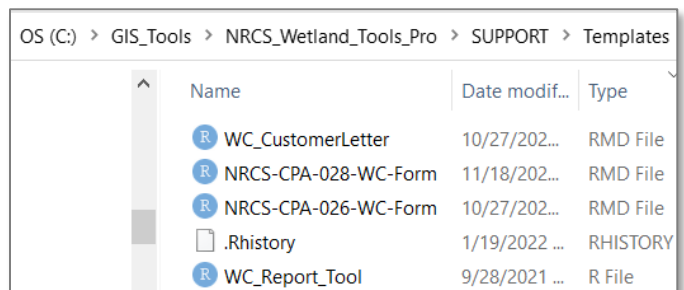 OS (C:) > GIS_Tools > NRCS_Wetland_Tools_Pro > SUPPORT > Templates
Name Date modif... Type
R WC_CustomerLetter 10/27/202... RMD File
R NRCS-CPA-028-WC-Form 11/18/202... RMD File
R NRCS-CPA-026-WC-Form 10/27/202... RMD File
.Rhistory 1/19/2022 ... RHISTORY
R WC_Report_Tool 9/28/2021 ... R File